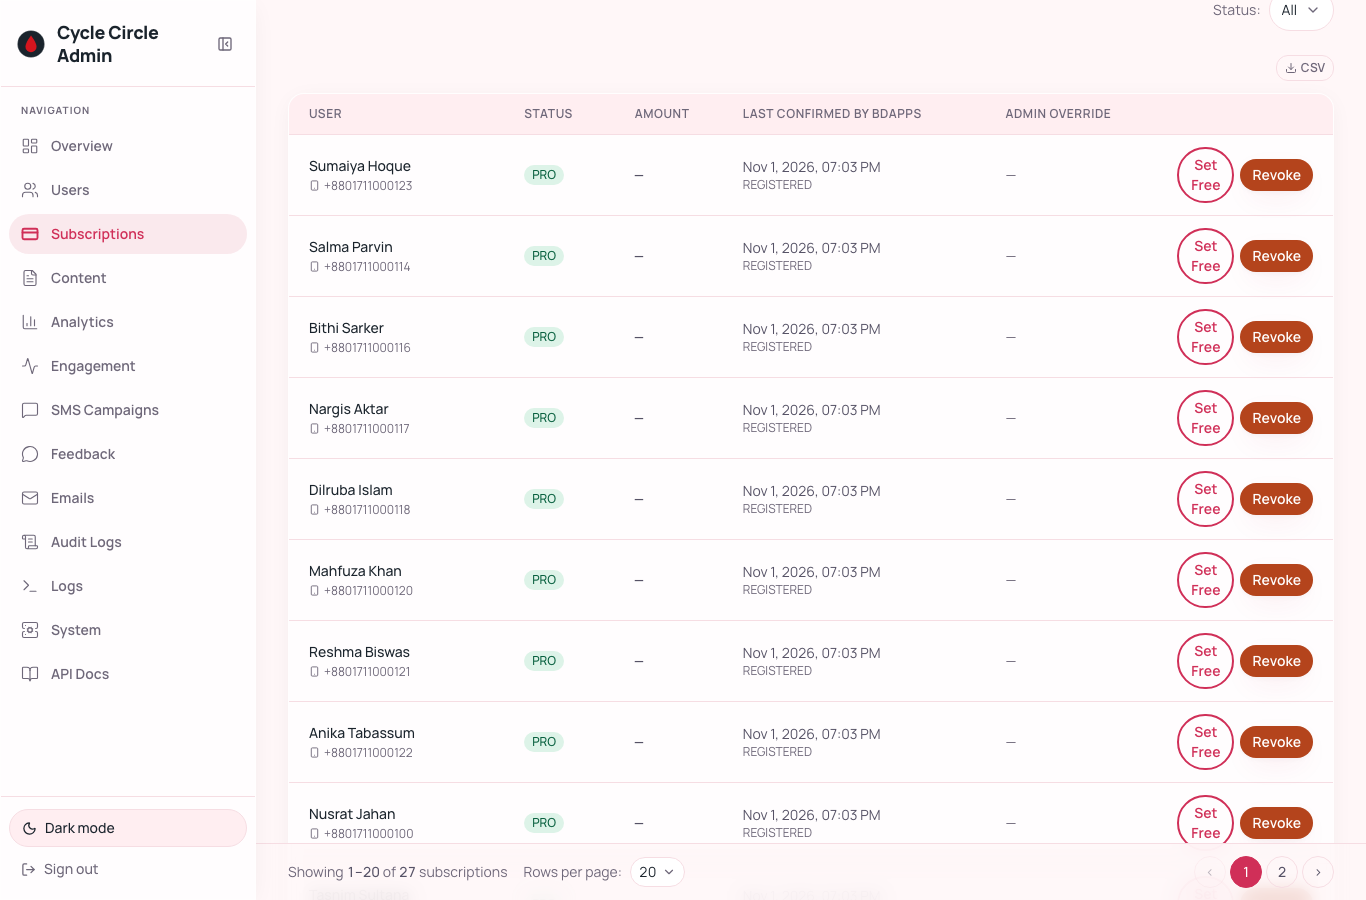 Cycle Circle
Admin
NAVIGATION
Overview
Users
Subscriptions
Content
Analytics
Engagement
SMS Campaigns
Feedback
Emails
Audit Logs
Logs
System
API Docs
Dark mode
Sign out
Status: All
CSV
USER STATUS AMOUNT LAST CONFIRMED BY BDAPPS ADMIN OVERRIDE
Sumaiya Hoque
+8801711000123
PRO
—
Nov 1, 2026, 07:03 PM
REGISTERED
—
Set
Free
Revoke
Salma Parvin
+8801711000114
PRO
—
Nov 1, 2026, 07:03 PM
REGISTERED
—
Set
Free
Revoke
Bithi Sarker
+8801711000116
PRO
—
Nov 1, 2026, 07:03 PM
REGISTERED
—
Set
Free
Revoke
Nargis Aktar
+8801711000117
PRO
—
Nov 1, 2026, 07:03 PM
REGISTERED
—
Set
Free
Revoke
Dilruba Islam
+8801711000118
PRO
—
Nov 1, 2026, 07:03 PM
REGISTERED
—
Set
Free
Revoke
Mahfuza Khan
+8801711000120
PRO
—
Nov 1, 2026, 07:03 PM
REGISTERED
—
Set
Free
Revoke
Reshma Biswas
+8801711000121
PRO
—
Nov 1, 2026, 07:03 PM
REGISTERED
—
Set
Free
Revoke
Anika Tabassum
+8801711000122
PRO
—
Nov 1, 2026, 07:03 PM
REGISTERED
—
Set
Free
Revoke
Nusrat Jahan
+8801711000100
PRO
—
Nov 1, 2026, 07:03 PM
REGISTERED
—
Set
Free
Revoke
Showing 1–20 of 27 subscriptions Rows per page: 20
‹ 1 2 ›